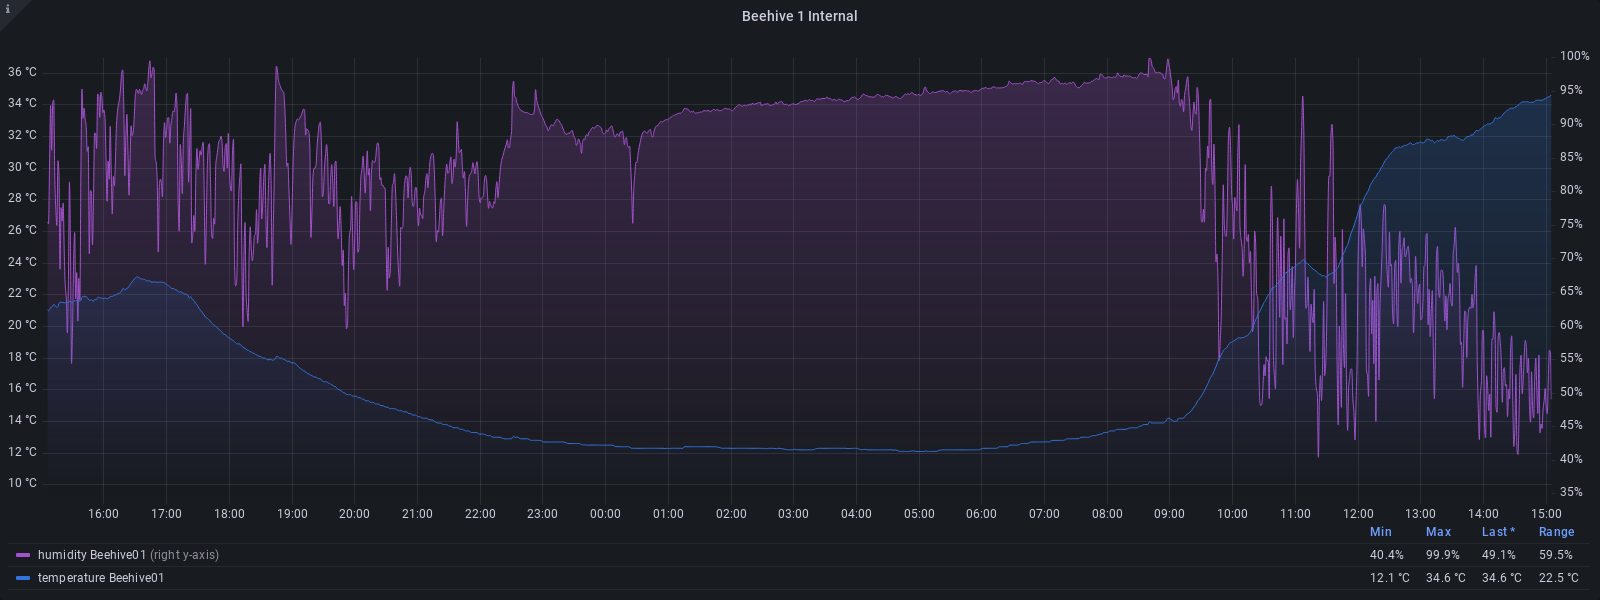 i
Beehive 1 Internal
36 °C
34 °C
32 °C
30 °C
28 °C
26 °C
24 °C
22 °C
20 °C
18 °C
16 °C
14 °C
12 °C
10 °C
100%
95%
90%
85%
80%
75%
70%
65%
60%
55%
50%
45%
40%
35%
16:00 17:00 18:00 19:00 20:00 21:00 22:00 23:00 00:00 01:00 02:00 03:00 04:00 05:00 06:00 07:00 08:00 09:00 10:00 11:00 12:00 13:00 14:00 15:00
Min Max Last * Range
humidity Beehive01 (right y-axis) 40.4% 99.9% 49.1% 59.5%
temperature Beehive01 12.1 °C 34.6 °C 34.6 °C 22.5 °C